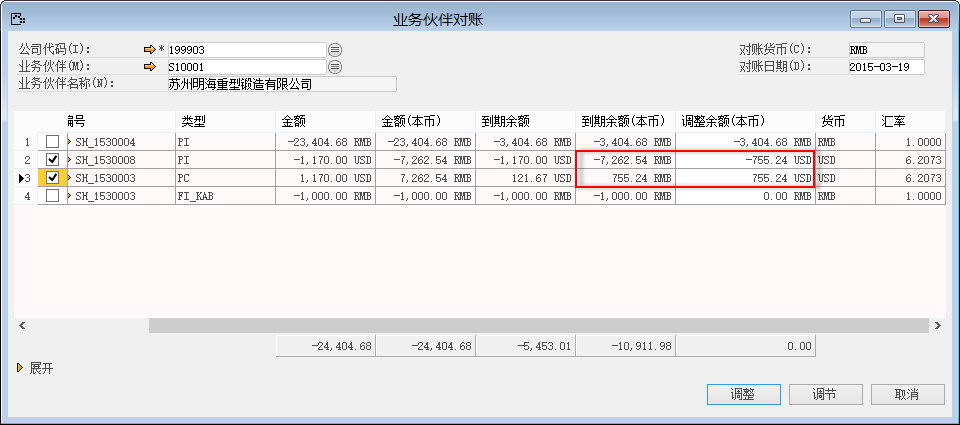 业务伙伴对账
公司代码(I): * 199903 对账货币(C): RMB
业务伙伴(M): S10001 对账日期(D): 2015-03-19
业务伙伴名称(N): 苏州明海重型锻造有限公司
编号 类型 金额 金额(本币) 到期余额 到期余额(本币) 调整余额(本币) 货币 汇率
1 SH_1530004 PI -23,404.68 RMB -23,404.68 RMB -3,404.68 RMB -3,404.68 RMB -3,404.68 RMB RMB 1.0000
2 SH_1530008 PI -1,170.00 USD -7,262.54 RMB -1,170.00 USD -7,262.54 RMB -755.24 USD USD 6.2073
3 SH_1530003 PC 1,170.00 USD 7,262.54 RMB 121.67 USD 755.24 RMB 755.24 USD USD 6.2073
4 SH_1530003 FI_KAB -1,000.00 RMB -1,000.00 RMB -1,000.00 RMB -1,000.00 RMB 0.00 RMB RMB 1.0000
-24,404.68 -24,404.68 -5,453.01 -10,911.98 0.00
展开
调整 调节 取消